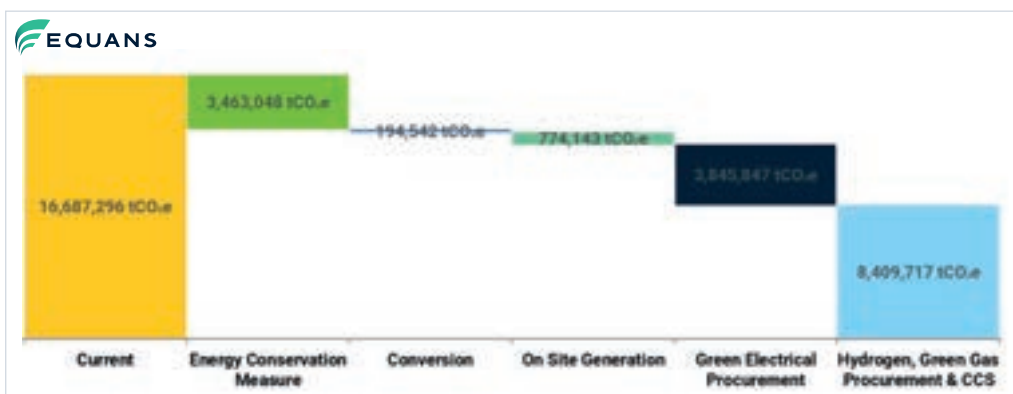 EQUANS
3,463,048 tCO₂e
194,542 tCO₂e
774,143 tCO₂e
3,845,847 tCO₂e
16,687,296 tCO₂e
8,409,717 tCO₂e
Current
Energy Conservation
Measure
Conversion
On Site Generation
Green Electrical
Procurement
Hydrogen, Green Gas
Procurement & CCS